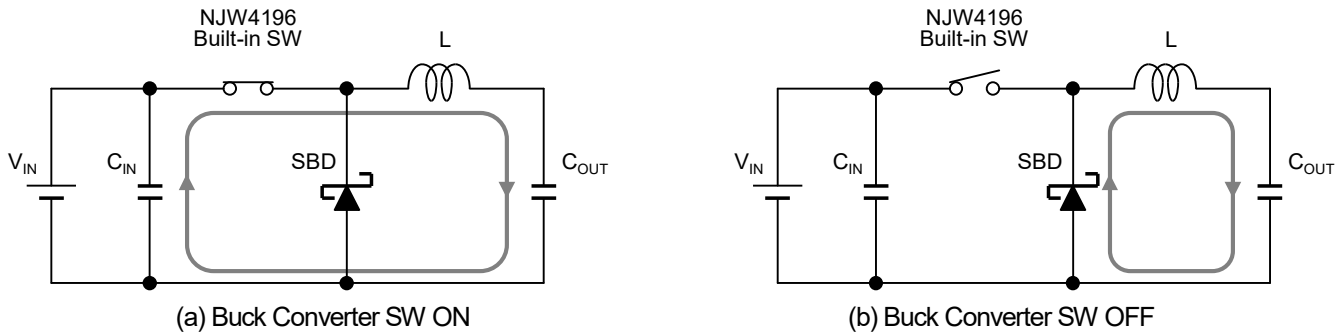 NJW4196
Built-in SW
L
V_IN
C_IN
SBD
C_OUT
(a) Buck Converter SW ON
NJW4196
Built-in SW
L
V_IN
C_IN
SBD
C_OUT
(b) Buck Converter SW OFF